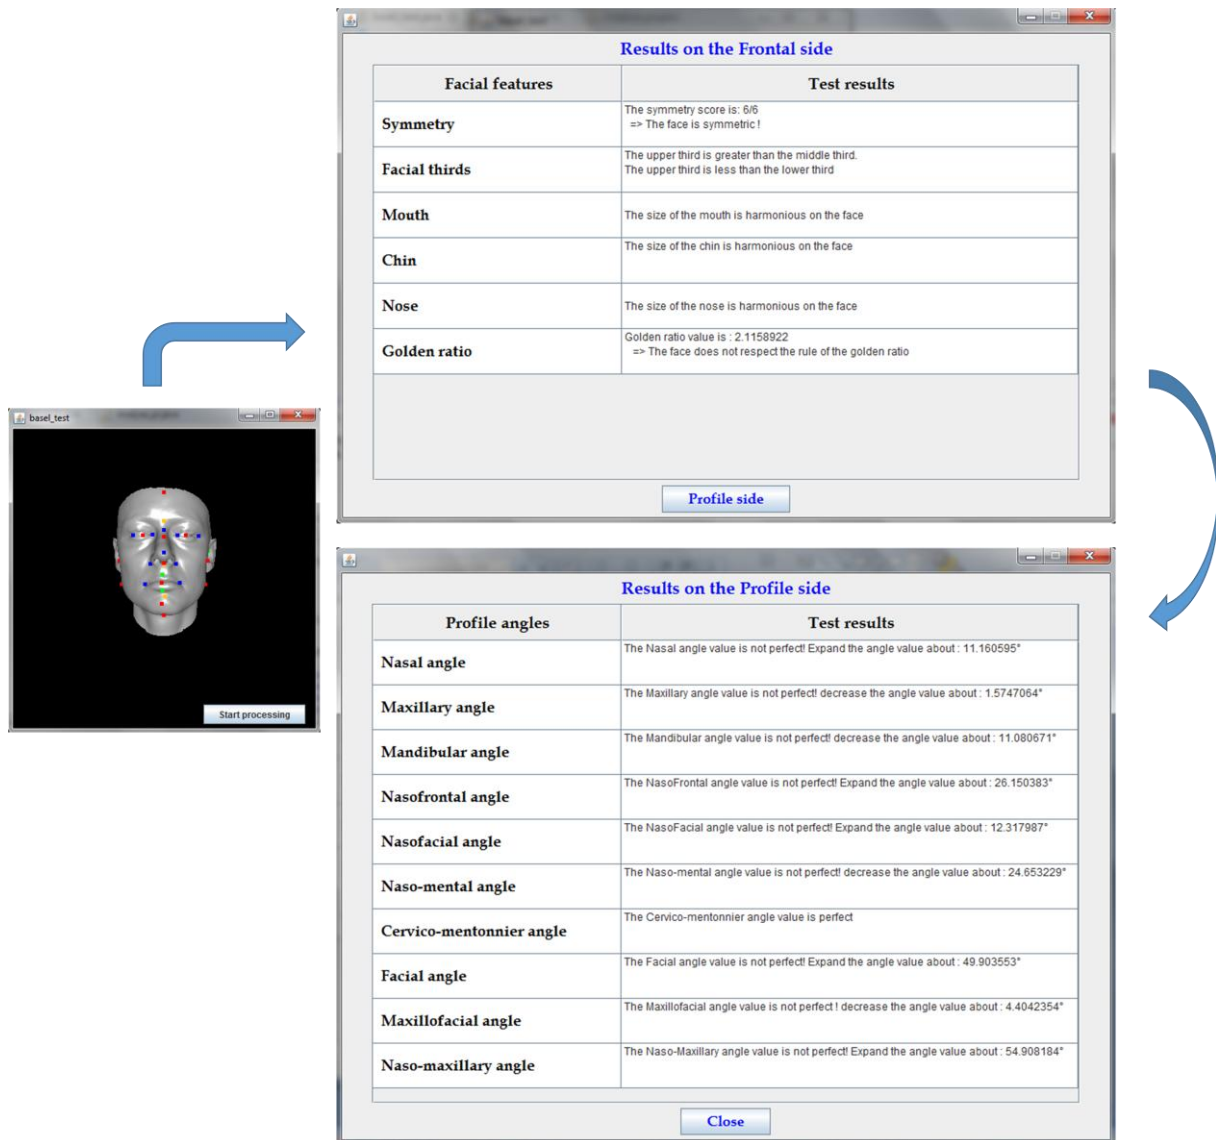 Results on the Frontal side
Facial features Test results
Symmetry
The symmetry score is: 6/6
=> The face is symmetric !
Facial thirds
The upper third is greater than the middle third.
The upper third is less than the lower third
Mouth
The size of the mouth is harmonious on the face
Chin
The size of the chin is harmonious on the face
Nose
The size of the nose is harmonious on the face
Golden ratio
Golden ratio value is : 2.1158922
=> The face does not respect the rule of the golden ratio
Profile side
basel_test
Start processing
Results on the Profile side
Profile angles Test results
Nasal angle
The Nasal angle value is not perfect! Expand the angle value about : 11.160595°
Maxillary angle
The Maxillary angle value is not perfect! decrease the angle value about : 1.5747064°
Mandibular angle
The Mandibular angle value is not perfect! decrease the angle value about : 11.080671°
Nasofrontal angle
The NasoFrontal angle value is not perfect! Expand the angle value about : 26.150383°
Nasofacial angle
The NasoFacial angle value is not perfect! Expand the angle value about : 12.317987°
Naso-mental angle
The Naso-mental angle value is not perfect! decrease the angle value about : 24.653229°
Cervico-mentonnier angle
The Cervico-mentonnier angle value is perfect
Facial angle
The Facial angle value is not perfect! Expand the angle value about : 49.903553°
Maxillofacial angle
The Maxillofacial angle value is not perfect ! decrease the angle value about : 4.4042354°
Naso-maxillary angle
The Naso-Maxillary angle value is not perfect! Expand the angle value about : 54.908184°
Close